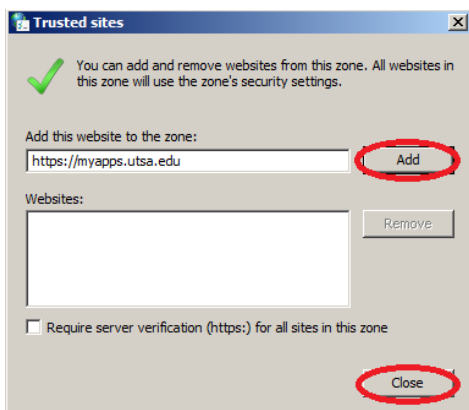 Trusted sites
You can add and remove websites from this zone. All websites in
this zone will use the zone's security settings.
Add this website to the zone:
https://myapps.utsa.edu
Add
Websites:
Remove
Require server verification (https:) for all sites in this zone
Close